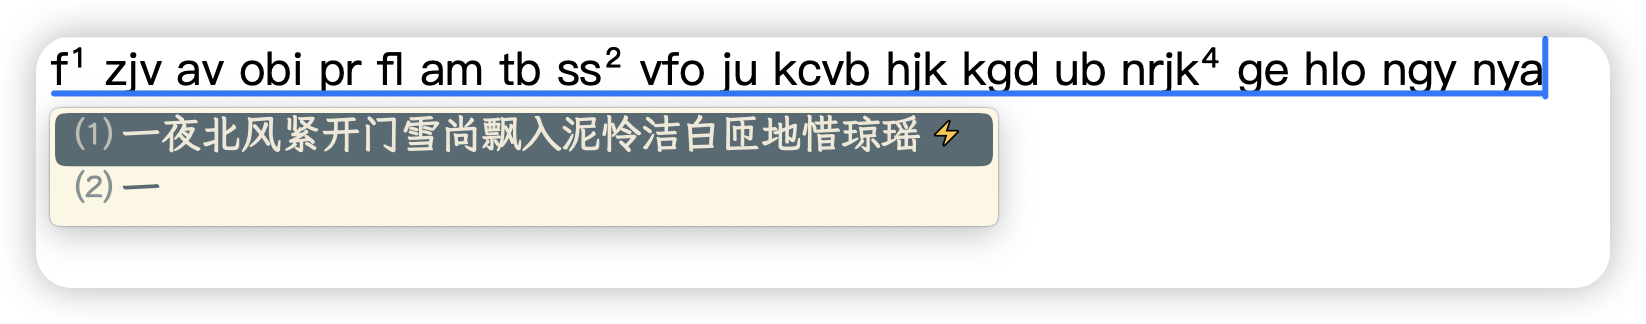 f¹ zjv av obi pr fl am tb ss² vfo ju kcvb hjk kgd ub nrjk⁴ ge hlo ngy nya
(1) 一夜北风紧开门雪尚飘入泥怜洁白匝地惜琼瑶 ⚡
(2) 一